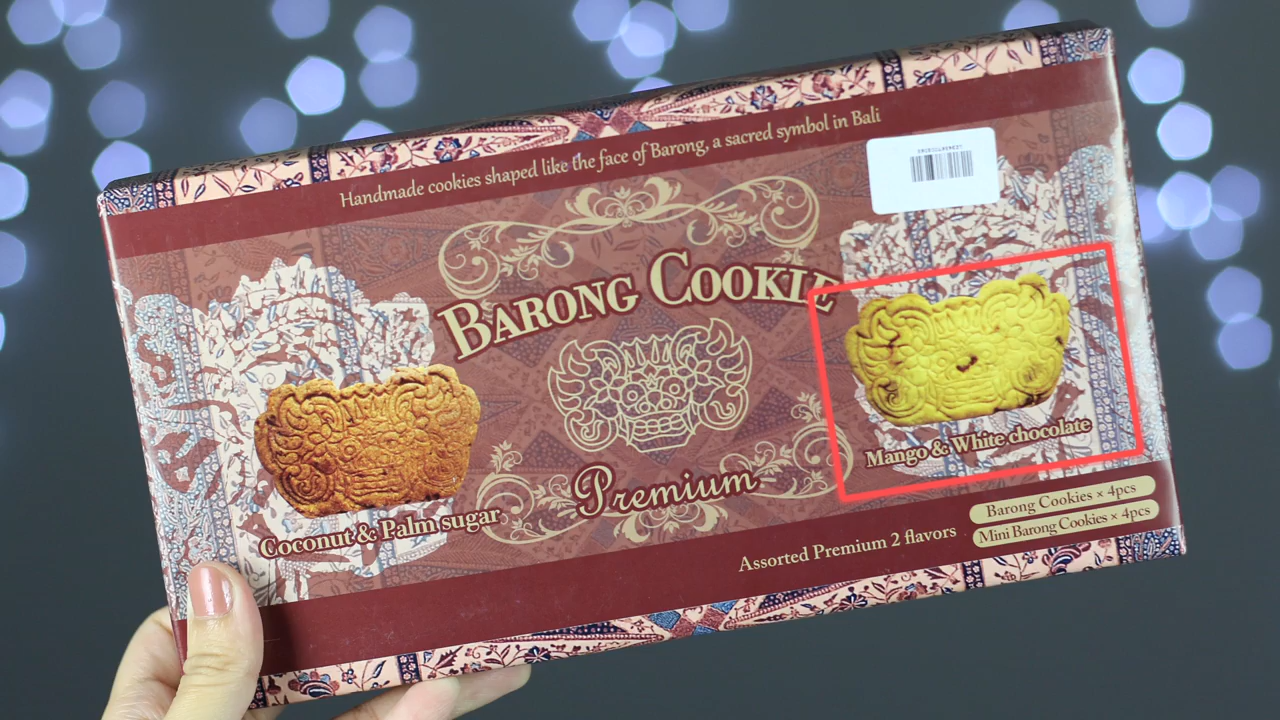 Handmade cookies shaped like the face of Barong, a sacred symbol in Bali
BARONG COOKIE
Premium
Coconut & Palm sugar
Mango & White chocolate
Assorted Premium 2 flavors
Barong Cookies × 4pcs
Mini Barong Cookies × 4pcs